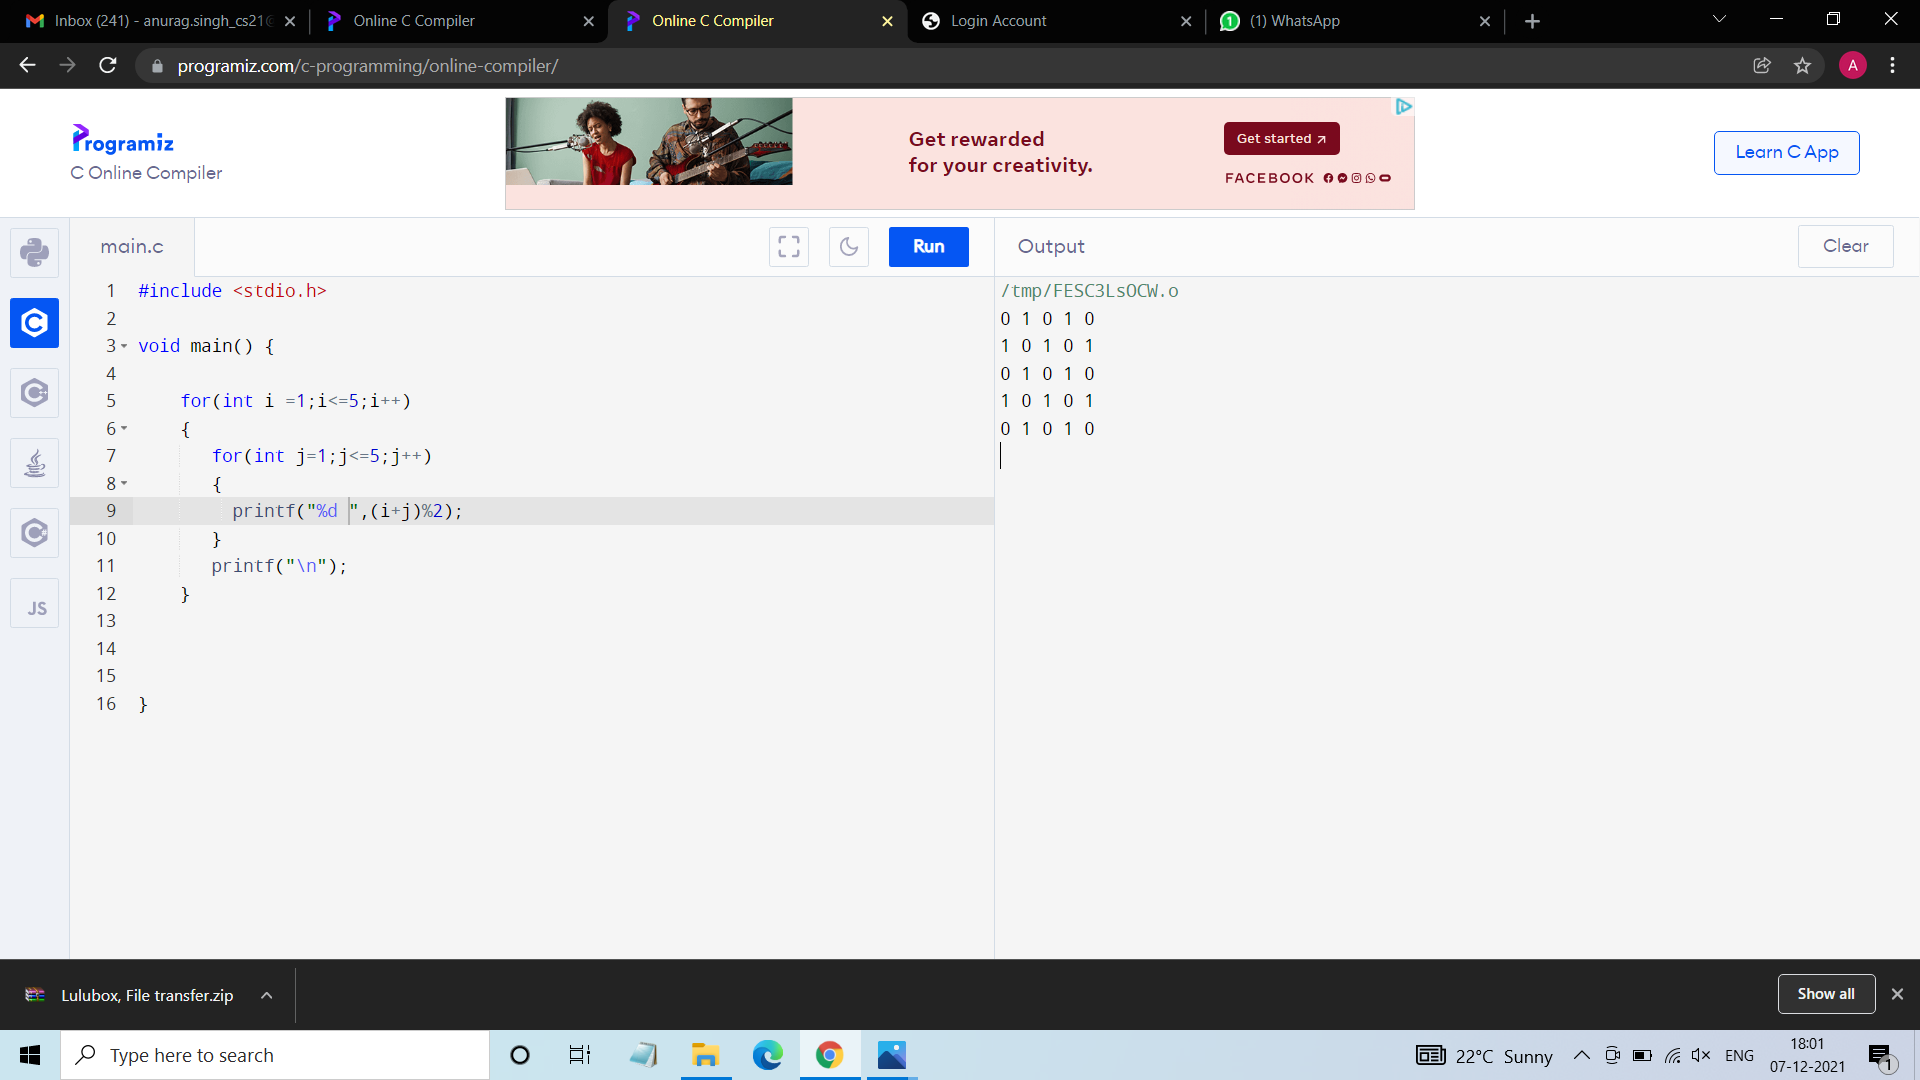 Inbox (241) - anurag.singh_cs21@
Online C Compiler
Online C Compiler
Login Account
(1) WhatsApp
programiz.com/c-programming/online-compiler/
A
Programiz
C Online Compiler
Get rewarded
for your creativity.
Get started ↗
FACEBOOK
Learn C App
main.c
Run
Output
Clear
1 #include <stdio.h>
2
3 void main() {
4
5 for(int i =1;i<=5;i++)
6 {
7 for(int j=1;j<=5;j++)
8 {
9 printf("%d ",(i+j)%2);
10 }
11 printf("\n");
12 }
13
14
15
16 }
JS
/tmp/FESC3LsOCW.o
0 1 0 1 0
1 0 1 0 1
0 1 0 1 0
1 0 1 0 1
0 1 0 1 0
Lulubox, File transfer.zip
Show all
Type here to search
22°C Sunny
ENG
18:01
07-12-2021
1